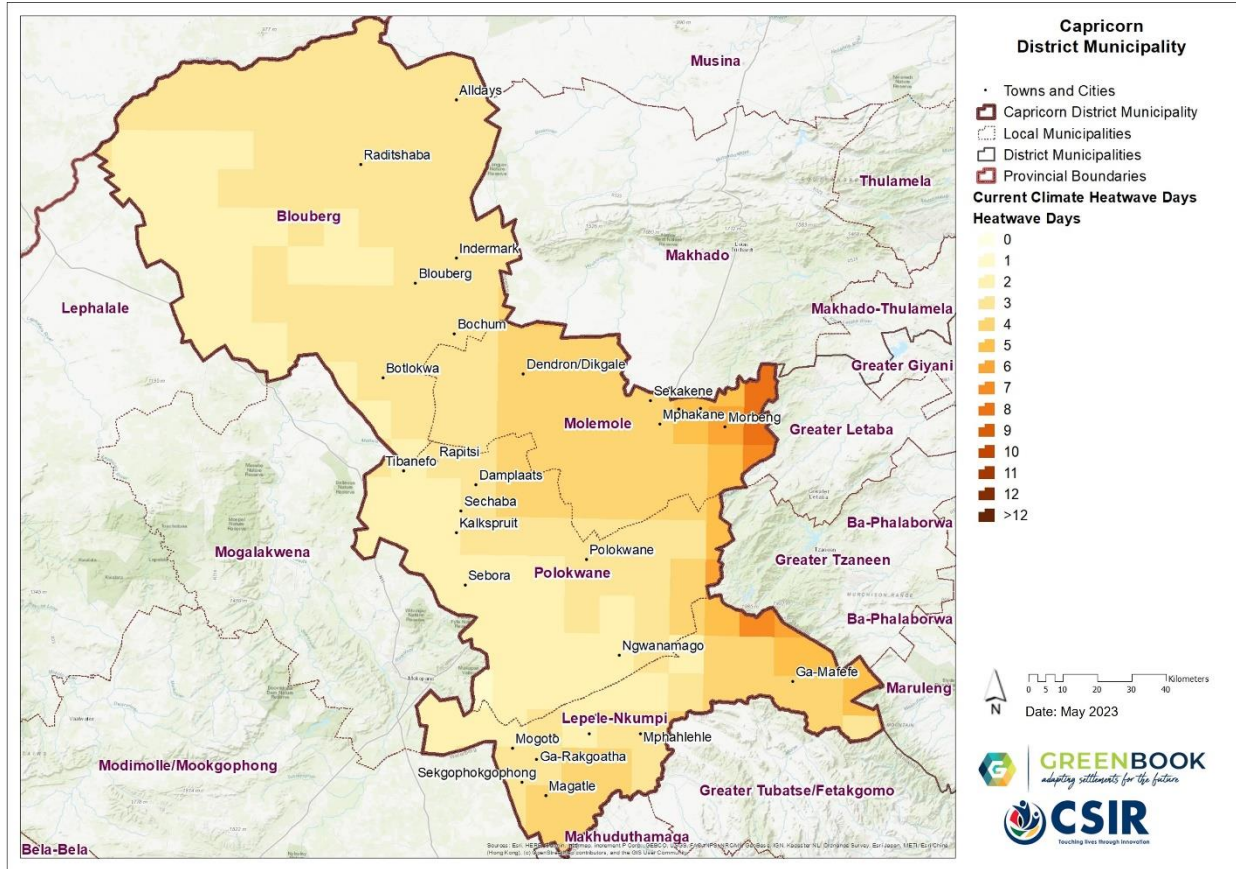 Capricorn
District Municipality
Towns and Cities
Capricorn District Municipality
Local Municipalities
District Municipalities
Provincial Boundaries
Current Climate Heatwave Days
Heatwave Days
0
1
2
3
4
5
6
7
8
9
10
11
12
>12
Musina
Alldays
Raditshaba
Thulamela
Blouberg
Indermark
Makhado
Blouberg
Lephalale
Makhado-Thulamela
Bochum
Greater Giyani
Dendron/Dikgale
Botlokwa
Sekakene
Mphakane
Morbeng
Molemole
Greater Letaba
Rapitsi
Tibanefo
Damplaats
Sechaba
Kalkspruit
Ba-Phalaborwa
Mogalakwena
Polokwane
Greater Tzaneen
Polokwane
Sebora
Ba-Phalaborwa
Ngwanamago
Ga-Mafefe
Maruleng
Lepele-Nkumpi
Mogoto
Mphahlehle
Ga-Rakgoatha
Modimolle/Mookgophong
Sekgophokgophong
Magatle
Greater Tubatse/Fetakgomo
Makhuduthamaga
Bela-Bela
N
0 5 10 20 30 40 Kilometers
Date: May 2023
G
GREENBOOK
adapting settlements for the future
CSIR
Touching lives through innovation